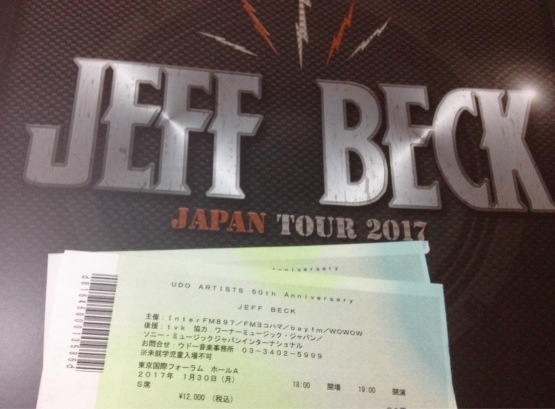 JEFF BECK
JAPAN TOUR 2017
Anniversary
UDO ARTISTS 50th Anniversary
JEFF BECK
主催：InterFM897／FMヨコハマ／bayfm／WOWOW
後援：tvk 協力：ワーナーミュージック・ジャパン／
ソニー・ミュージックジャパンインターナショナル
お問合せ：ウドー音楽事務所 03－3402－5999
※未就学児童入場不可
東京国際フォーラム ホールA
2017年 1月30日（月） 18:00 開場 19:00 開演
S席
¥12,000（税込）